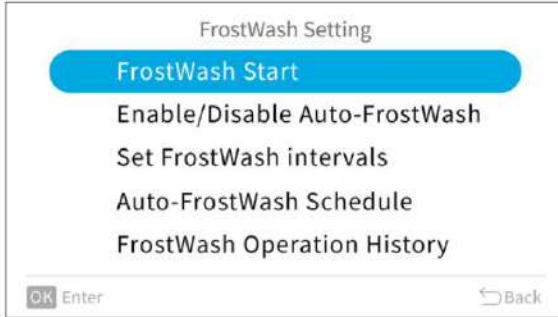 FrostWash Setting
FrostWash Start
Enable/Disable Auto-FrostWash
Set FrostWash intervals
Auto-FrostWash Schedule
FrostWash Operation History
OK Enter
Back